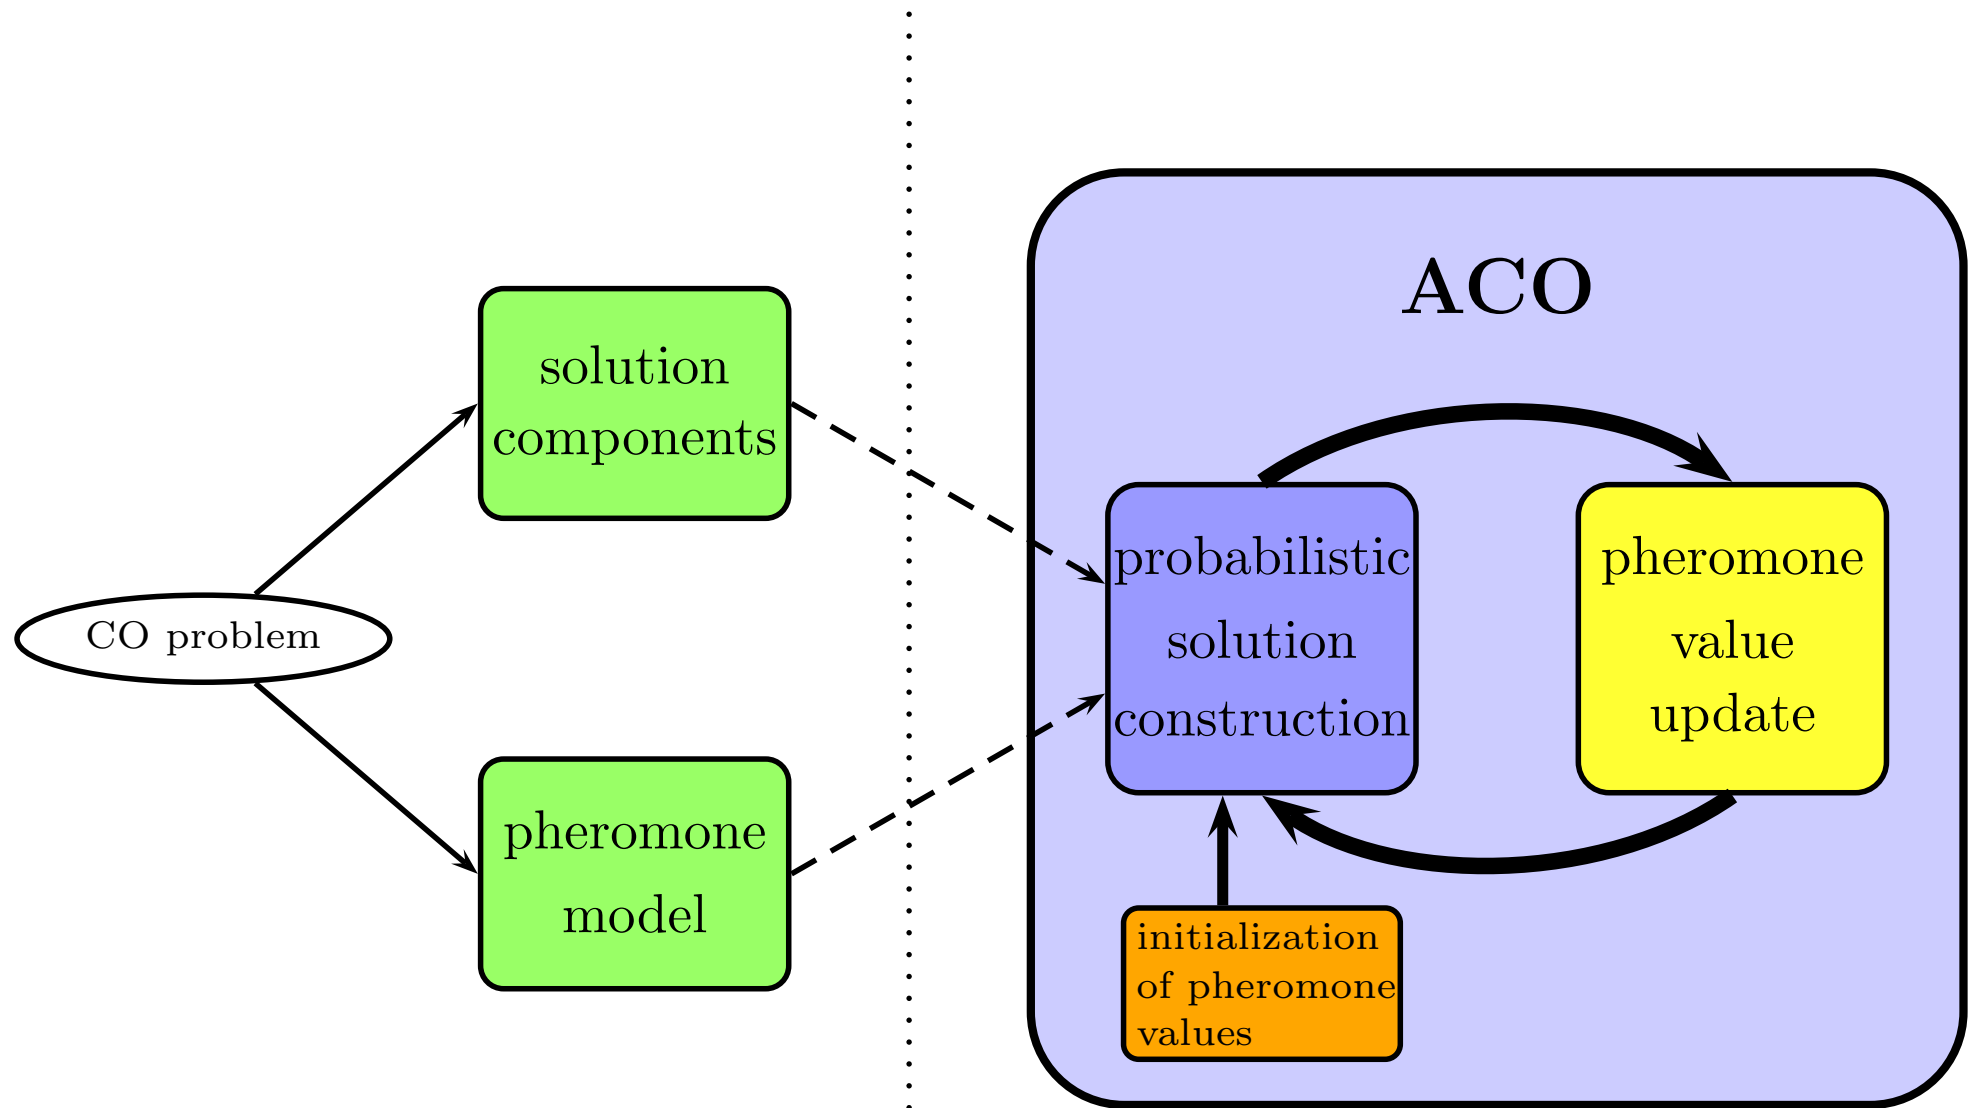 CO problem
solution
components
pheromone
model
ACO
probabilistic
solution
construction
pheromone
value
update
initialization
of pheromone
values